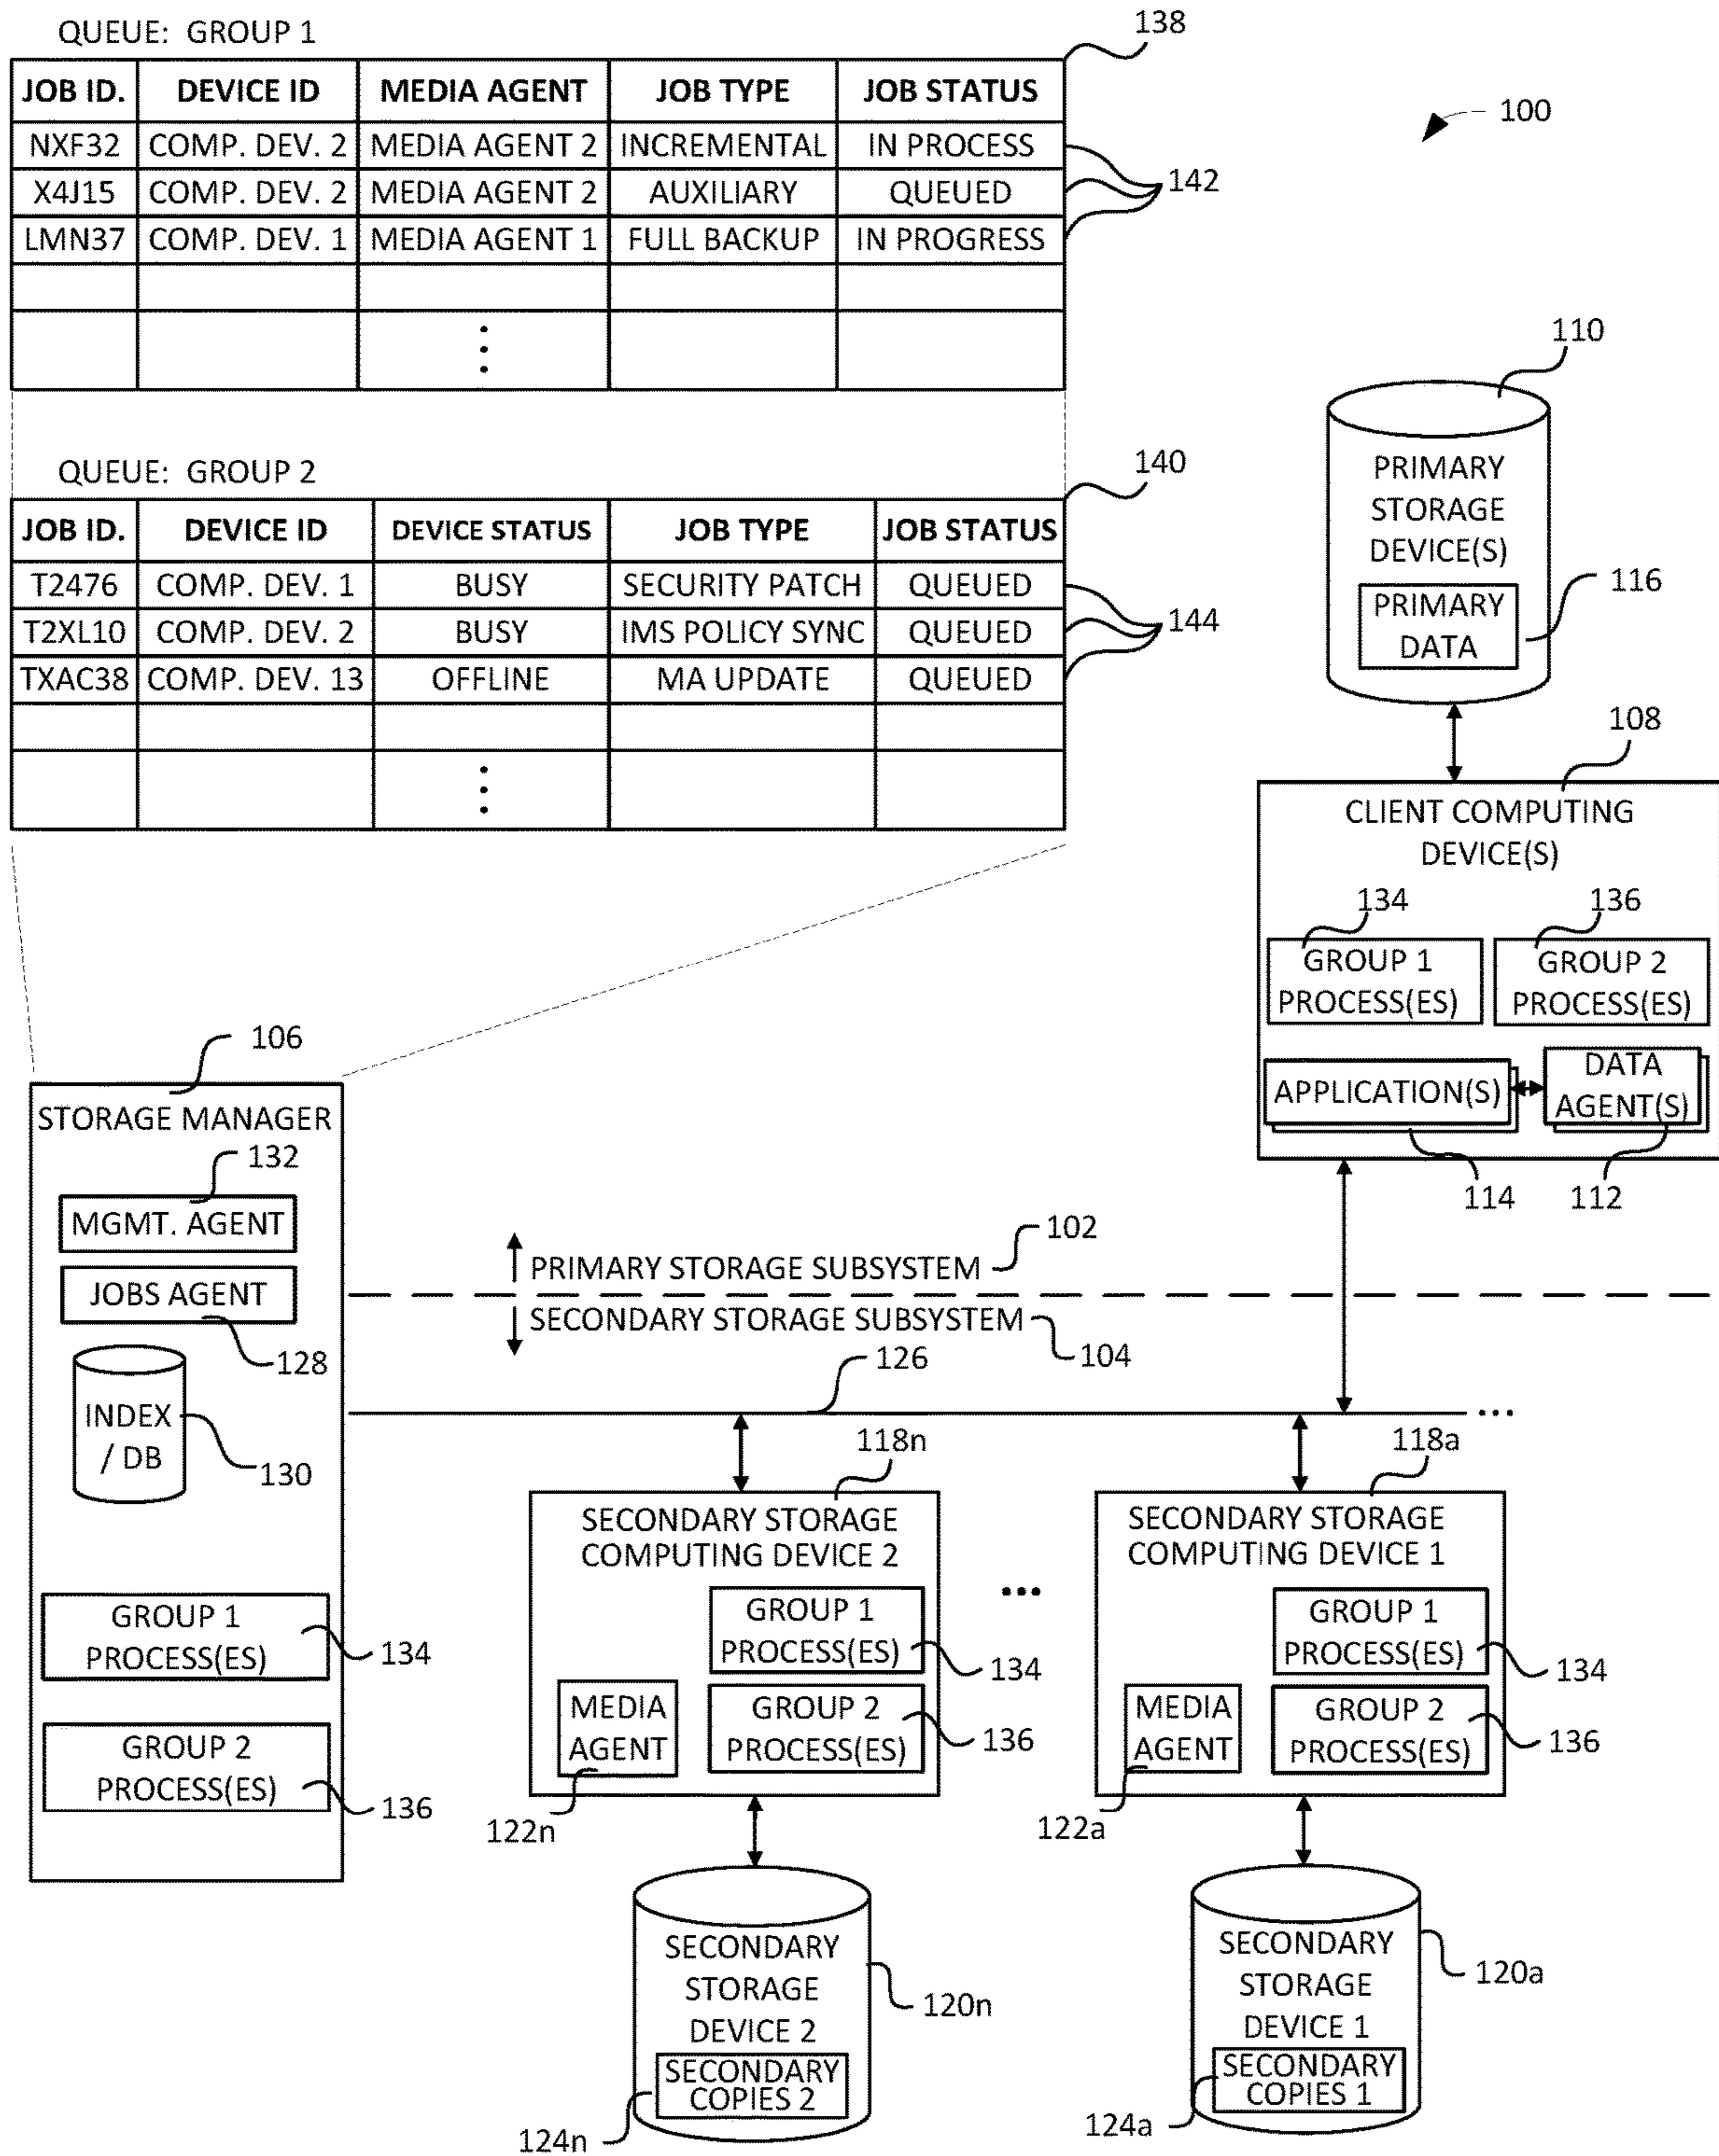 QUEUE: GROUP 1
138
JOB ID. DEVICE ID MEDIA AGENT JOB TYPE JOB STATUS
NXF32 COMP. DEV. 2 MEDIA AGENT 2 INCREMENTAL IN PROCESS
X4J15 COMP. DEV. 2 MEDIA AGENT 2 AUXILIARY QUEUED
LMN37 COMP. DEV. 1 MEDIA AGENT 1 FULL BACKUP IN PROGRESS
142
100
QUEUE: GROUP 2
140
JOB ID. DEVICE ID DEVICE STATUS JOB TYPE JOB STATUS
T2476 COMP. DEV. 1 BUSY SECURITY PATCH QUEUED
T2XL10 COMP. DEV. 2 BUSY IMS POLICY SYNC QUEUED
TXAC38 COMP. DEV. 13 OFFLINE MA UPDATE QUEUED
144
110
PRIMARY
STORAGE
DEVICE(S)
116
PRIMARY
DATA
108
CLIENT COMPUTING
DEVICE(S)
134
136
GROUP 1
PROCESS(ES)
GROUP 2
PROCESS(ES)
APPLICATION(S)
DATA
AGENT(S)
114
112
106
STORAGE MANAGER
132
MGMT. AGENT
JOBS AGENT
128
INDEX
/ DB
130
GROUP 1
PROCESS(ES)
134
GROUP 2
PROCESS(ES)
136
PRIMARY STORAGE SUBSYSTEM
102
SECONDARY STORAGE SUBSYSTEM
104
126
...
118n
SECONDARY STORAGE
COMPUTING DEVICE 2
GROUP 1
PROCESS(ES)
134
MEDIA
AGENT
GROUP 2
PROCESS(ES)
136
122n
...
118a
SECONDARY STORAGE
COMPUTING DEVICE 1
GROUP 1
PROCESS(ES)
134
MEDIA
AGENT
GROUP 2
PROCESS(ES)
136
122a
SECONDARY
STORAGE
DEVICE 2
120n
SECONDARY
COPIES 2
124n
SECONDARY
STORAGE
DEVICE 1
120a
SECONDARY
COPIES 1
124a